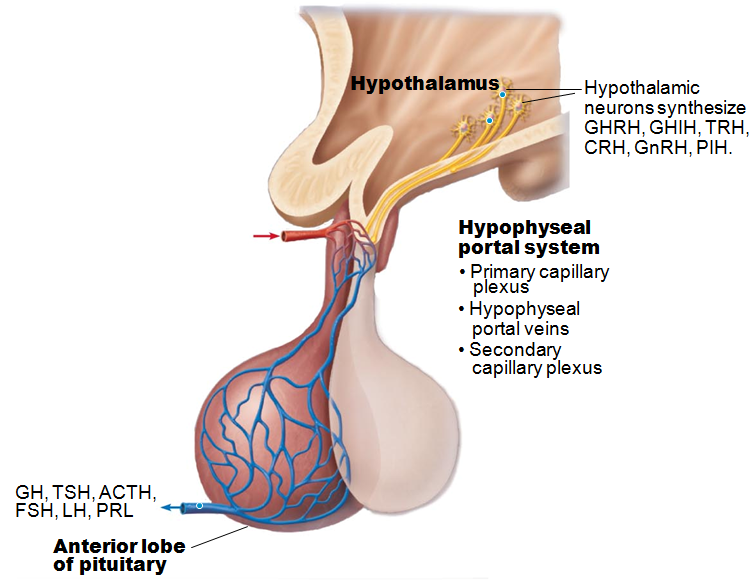 Hypothalamus
Hypothalamic
neurons synthesize
GHRH, GHIH, TRH,
CRH, GnRH, PIH.
Hypophyseal
portal system
• Primary capillary
plexus
• Hypophyseal
portal veins
• Secondary
capillary plexus
GH, TSH, ACTH,
FSH, LH, PRL
Anterior lobe
of pituitary